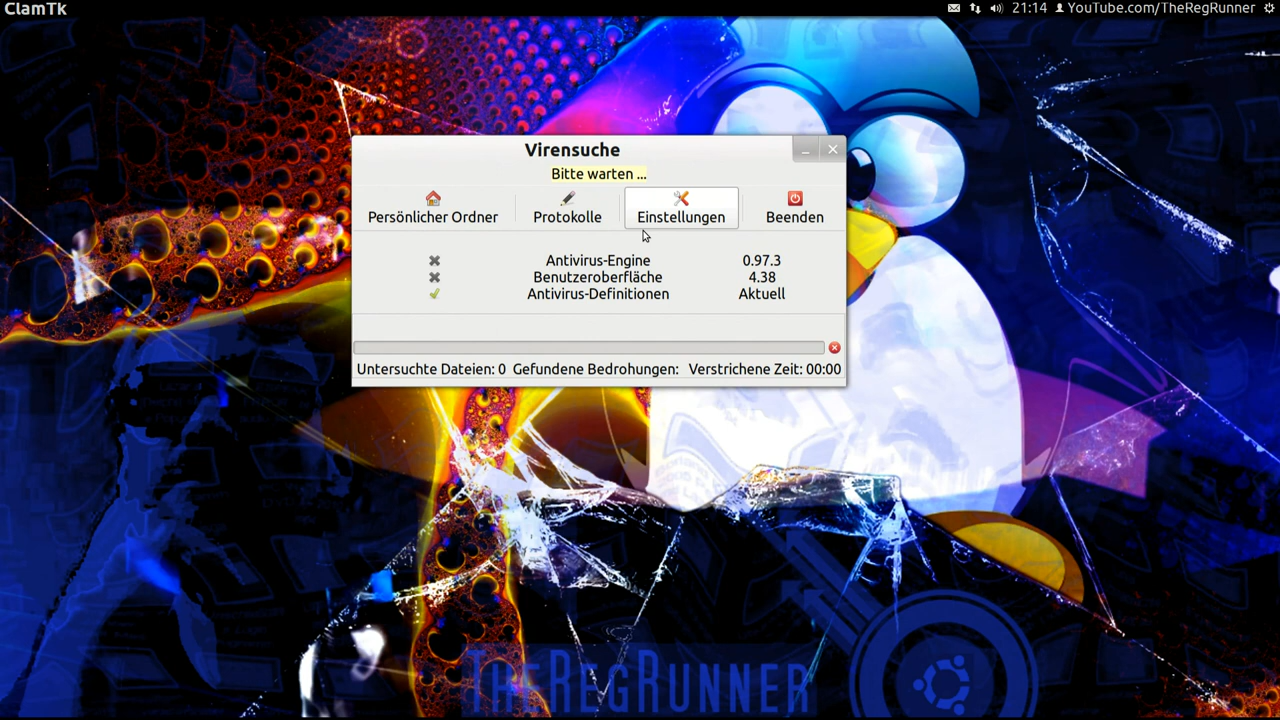 ClamTk
21:14 YouTube.com/TheRegRunner
Virensuche
Bitte warten ...
Persönlicher Ordner Protokolle Einstellungen Beenden
Antivirus-Engine 0.97.3
Benutzeroberfläche 4.38
Antivirus-Definitionen Aktuell
Untersuchte Dateien: 0 Gefundene Bedrohungen: Verstrichene Zeit: 00:00
TheRegRunner